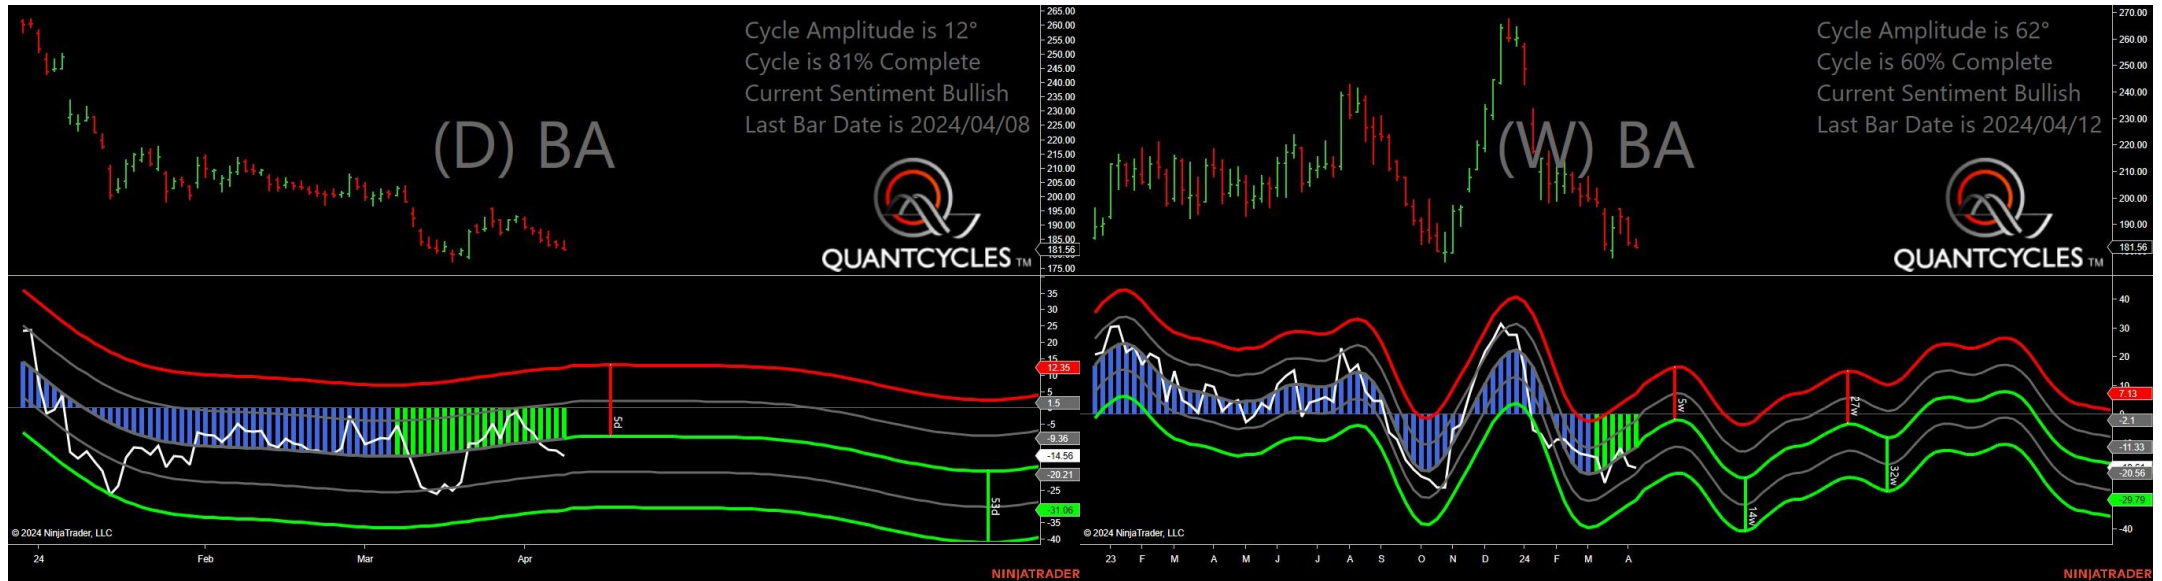 Cycle Amplitude is 12°
Cycle is 81% Complete
Current Sentiment Bullish
Last Bar Date is 2024/04/08
(D) BA
QUANTCYCLES TM
265.00
260.00
255.00
250.00
245.00
240.00
235.00
230.00
225.00
220.00
215.00
210.00
205.00
200.00
195.00
190.00
185.00
181.56
175.00
35
30
25
20
15
12.35
10
5
1.5
-5
-9.36
-14.56
-20.21
-25
-31.06
-35
-40
5d
53d
© 2024 NinjaTrader, LLC
24 Feb Mar Apr
NINJATRADER
Cycle Amplitude is 62°
Cycle is 60% Complete
Current Sentiment Bullish
Last Bar Date is 2024/04/12
(W) BA
QUANTCYCLES TM
270.00
260.00
250.00
240.00
230.00
220.00
210.00
200.00
190.00
181.56
40
30
20
10
7.13
-2.1
-11.33
-20.56
-29.79
-40
5w
14w
27w
32w
© 2024 NinjaTrader, LLC
23 F M A M J J A S O N D 24 F M A
NINJATRADER